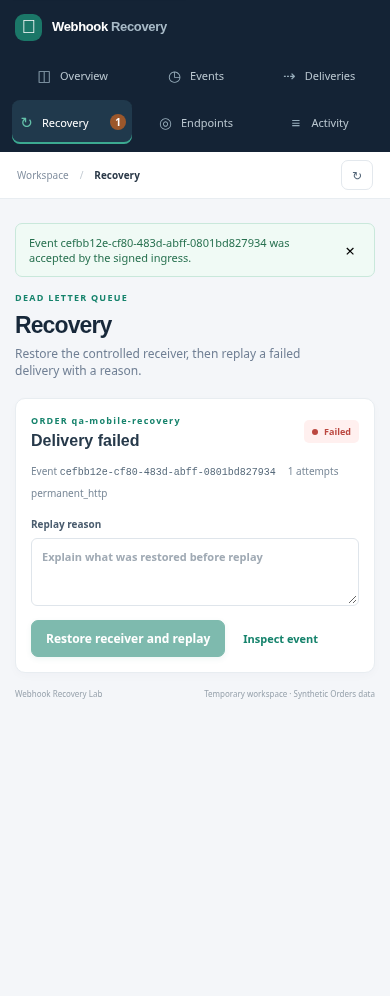 Webhook Recovery
Overview
Events
Deliveries
Recovery
1
Endpoints
Activity
Workspace / Recovery
Event cefbb12e-cf80-483d-abff-0801bd827934 was
accepted by the signed ingress.
DEAD LETTER QUEUE
Recovery
Restore the controlled receiver, then replay a failed
delivery with a reason.
ORDER qa-mobile-recovery
Delivery failed
Failed
Event cefbb12e-cf80-483d-abff-0801bd827934 1 attempts
permanent_http
Replay reason
Explain what was restored before replay
Restore receiver and replay
Inspect event
Webhook Recovery Lab
Temporary workspace · Synthetic Orders data